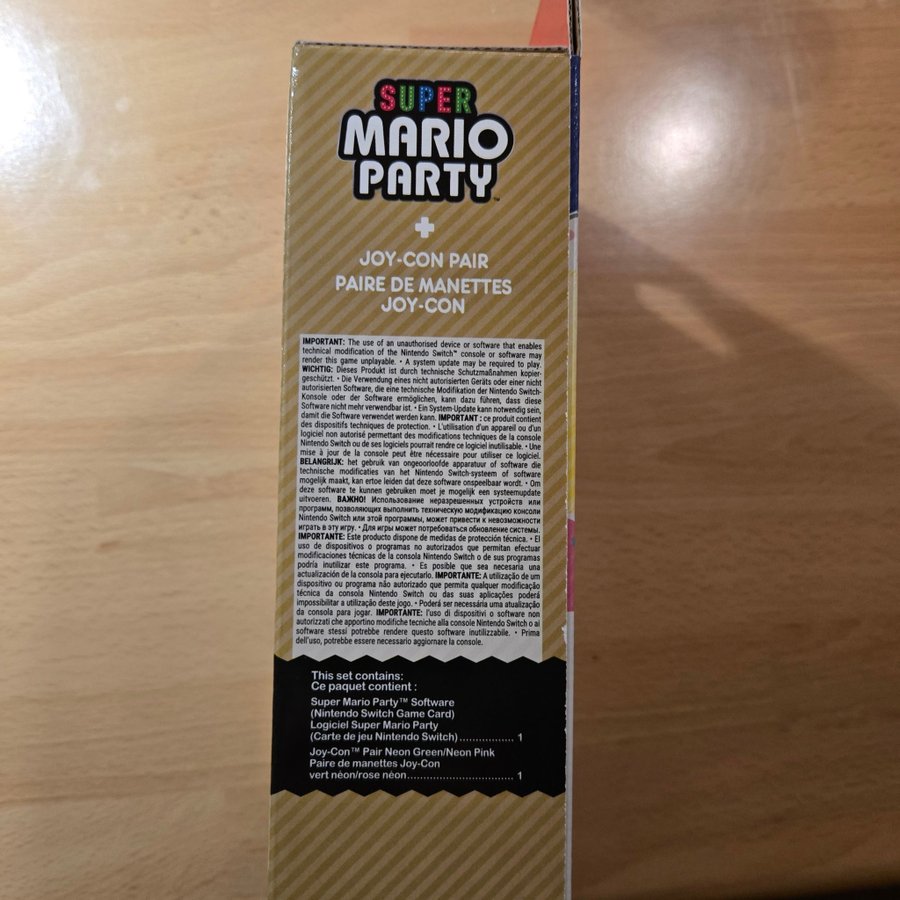 SUPER
MARIO
PARTY™
+
JOY-CON PAIR
PAIRE DE MANETTES
JOY-CON
IMPORTANT: The use of an unauthorised device or software that enables
technical modification of the Nintendo Switch™ console or software may
render this game unplayable. • A system update may be required to play.
WICHTIG: Dieses Produkt ist durch technische Schutzmaßnahmen kopier-
geschützt. • Die Verwendung eines nicht autorisierten Geräts oder einer nicht
autorisierten Software, die eine technische Modifikation der Nintendo Switch-
Konsole oder der Software ermöglichen, kann dazu führen, dass diese
Software nicht mehr verwendbar ist. • Ein System-Update kann notwendig sein,
damit die Software verwendet werden kann. IMPORTANT : ce produit contient
des dispositifs techniques de protection. • L'utilisation d'un appareil ou d'un
logiciel non autorisé permettant des modifications techniques de la console
Nintendo Switch ou de ses logiciels pourrait rendre ce logiciel inutilisable. • Une
mise à jour de la console peut être nécessaire pour utiliser ce logiciel.
BELANGRIJK: het gebruik van ongeoorloofde apparatuur of software die
technische modificaties van het Nintendo Switch-systeem of software
mogelijk maakt, kan ertoe leiden dat deze software onspeelbaar wordt. • Om
deze software te kunnen gebruiken moet je mogelijk een systeemupdate
uitvoeren. ВАЖНО! Использование неразрешенных устройств или
программ, позволяющих выполнить техническую модификацию консоли
Nintendo Switch или этой программы, может привести к невозможности
играть в эту игру. • Для игры может потребоваться обновление системы.
IMPORTANTE: Este producto dispone de medidas de protección técnica. • El
uso de dispositivos o programas no autorizados que permitan efectuar
modificaciones técnicas de la consola Nintendo Switch o de sus programas
podría inutilizar este programa. • Es posible que sea necesaria una
actualización de la consola para ejecutarlo. IMPORTANTE: A utilização de um
dispositivo ou programa não autorizado que permita qualquer modificação
técnica da consola Nintendo Switch ou das suas aplicações poderá
impossibilitar a utilização deste jogo. • Poderá ser necessária uma atualização
da consola para jogar. IMPORTANTE: l'uso di dispositivi o software non
autorizzati che apportino modifiche tecniche alla console Nintendo Switch o ai
software stessi potrebbe rendere questo software inutilizzabile. • Prima
dell'uso, potrebbe essere necessario aggiornare la console.
This set contains:
Ce paquet contient :
Super Mario Party™ Software
(Nintendo Switch Game Card)
Logiciel Super Mario Party
(Carte de jeu Nintendo Switch)................. 1
Joy-Con™ Pair Neon Green/Neon Pink
Paire de manettes Joy-Con
vert néon/rose néon.................................. 1